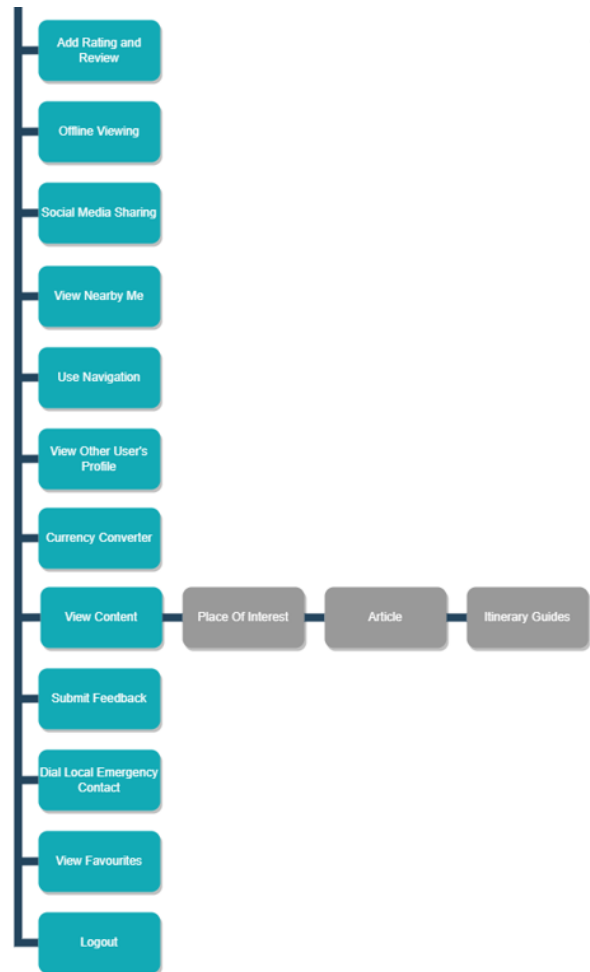 Add Rating and
Review
Offline Viewing
Social Media Sharing
View Nearby Me
Use Navigation
View Other User's
Profile
Currency Converter
View Content
Place Of Interest
Article
Itinerary Guides
Submit Feedback
Dial Local Emergency
Contact
View Favourites
Logout